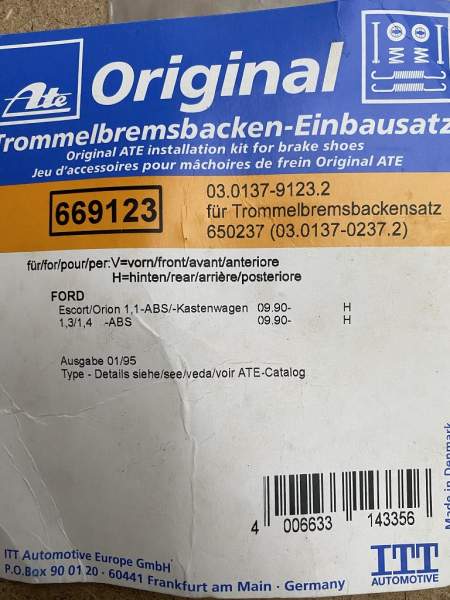 Ate
Original
Trommelbremsbacken-Einbausatz
Original ATE installation kit for brake shoes
Jeu d'accessoires pour mâchoires de frein Original ATE
669123
03.0137-9123.2
für Trommelbremsbackensatz
650237 (03.0137-0237.2)
für/for/pour/per:V=vorn/front/avant/anteriore
H=hinten/rear/arrière/posteriore
FORD
Escort/Orion 1,1-ABS/-Kastenwagen 09.90- H
1,3/1,4 -ABS 09.90- H
Ausgabe 01/95
Type - Details siehe/see/veda/voir ATE-Catalog
Made in Denmark
4 006633 143356
ITT Automotive Europe GmbH
P.O.Box 90 01 20 - 60441 Frankfurt am Main - Germany
ITT
AUTOMOTIVE